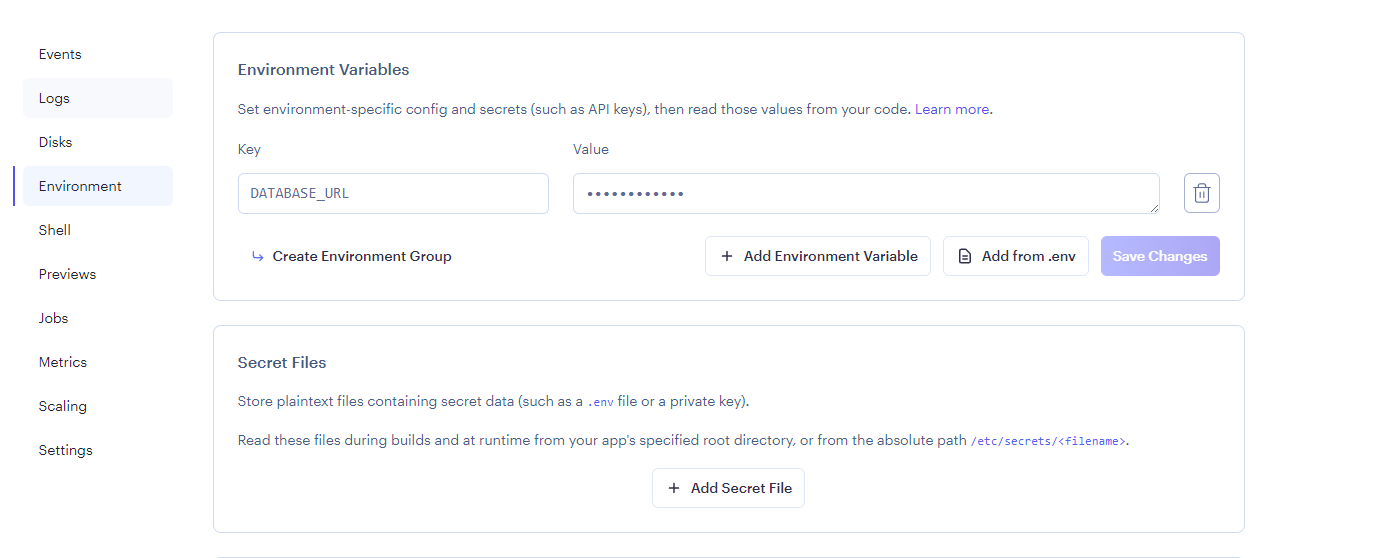 Events
Logs
Disks
Environment
Shell
Previews
Jobs
Metrics
Scaling
Settings
Environment Variables
Set environment-specific config and secrets (such as API keys), then read those values from your code. Learn more.
Key Value
DATABASE_URL ••••••••••••
Create Environment Group + Add Environment Variable Add from .env Save Changes
Secret Files
Store plaintext files containing secret data (such as a .env file or a private key).
Read these files during builds and at runtime from your app's specified root directory, or from the absolute path /etc/secrets/<filename>.
+ Add Secret File